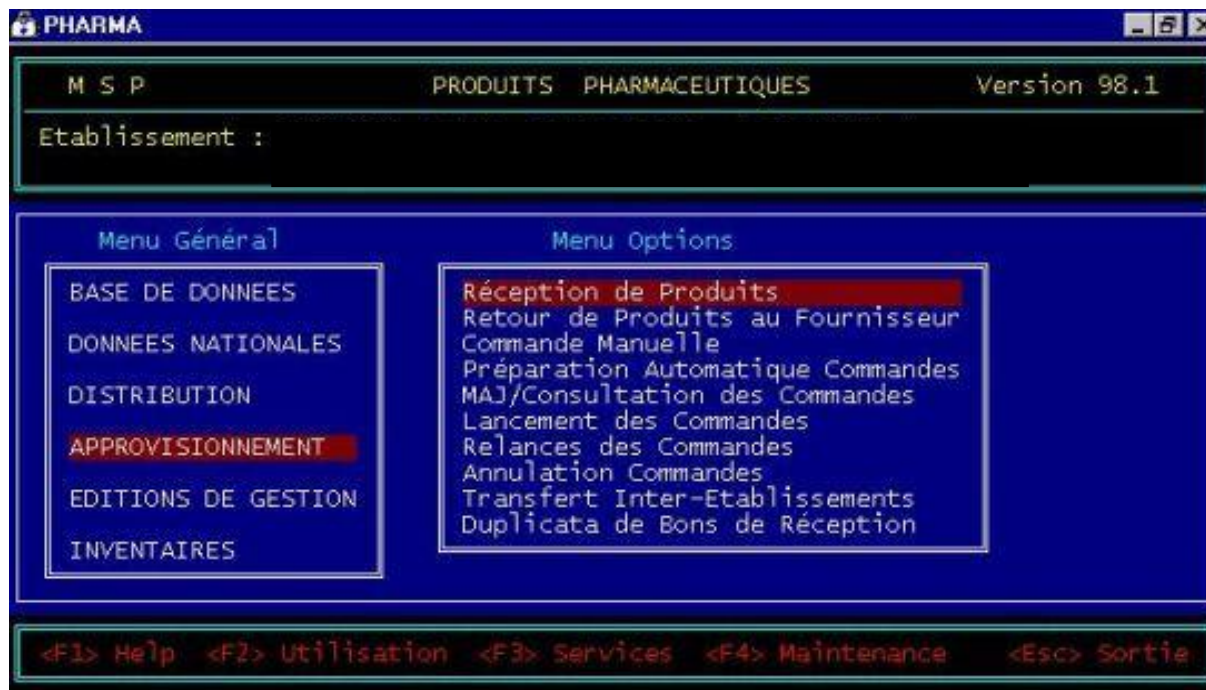 PHARMA
M S P PRODUITS PHARMACEUTIQUES Version 98.1
Etablissement :
Menu Général
BASE DE DONNEES
DONNEES NATIONALES
DISTRIBUTION
APPROVISIONNEMENT
EDITIONS DE GESTION
INVENTAIRES
Menu Options
Réception de Produits
Retour de Produits au Fournisseur
Commande Manuelle
Préparation Automatique Commandes
MAJ/Consultation des Commandes
Lancement des Commandes
Relances des Commandes
Annulation Commandes
Transfert Inter-Etablissements
Duplicata de Bons de Réception
<F1> Help <F2> Utilisation <F3> Services <F4> Maintenance <Esc> Sortie